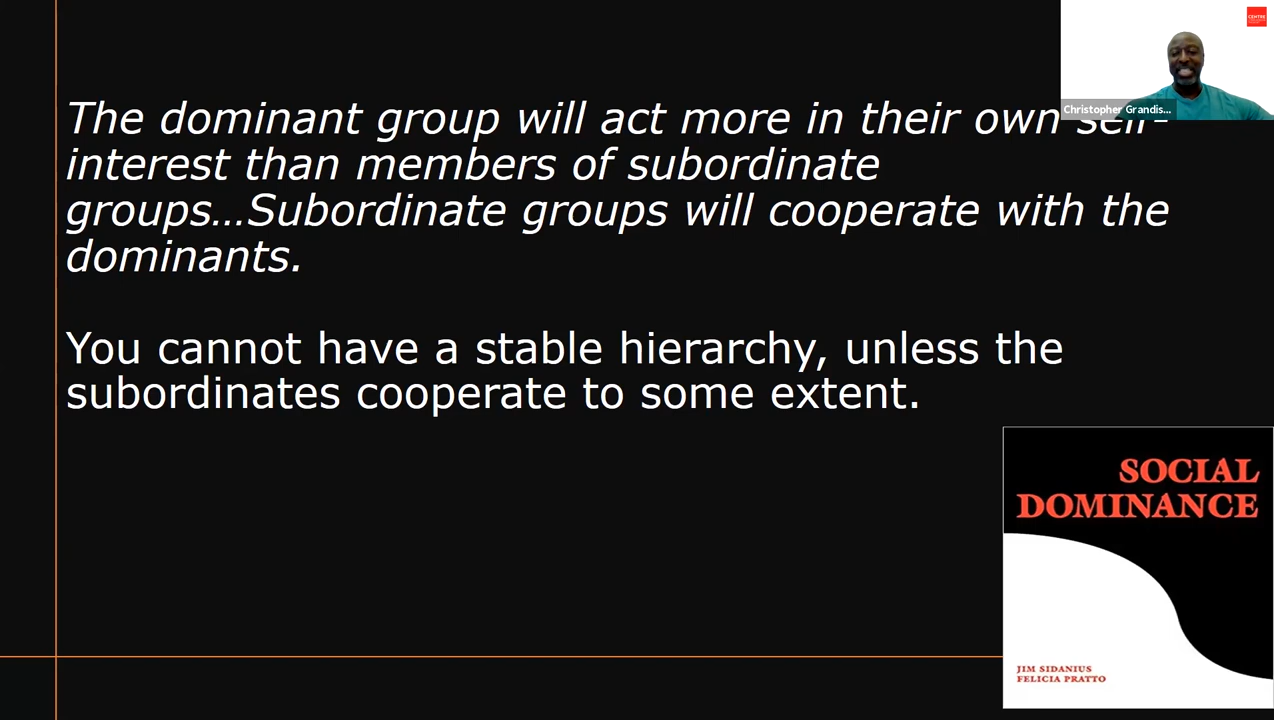 CENTRE
The dominant group will act more in their own self-
Christopher Grandis...
interest than members of subordinate
groups…Subordinate groups will cooperate with the
dominants.
You cannot have a stable hierarchy, unless the
subordinates cooperate to some extent.
SOCIAL
DOMINANCE
JIM SIDANIUS
FELICIA PRATTO